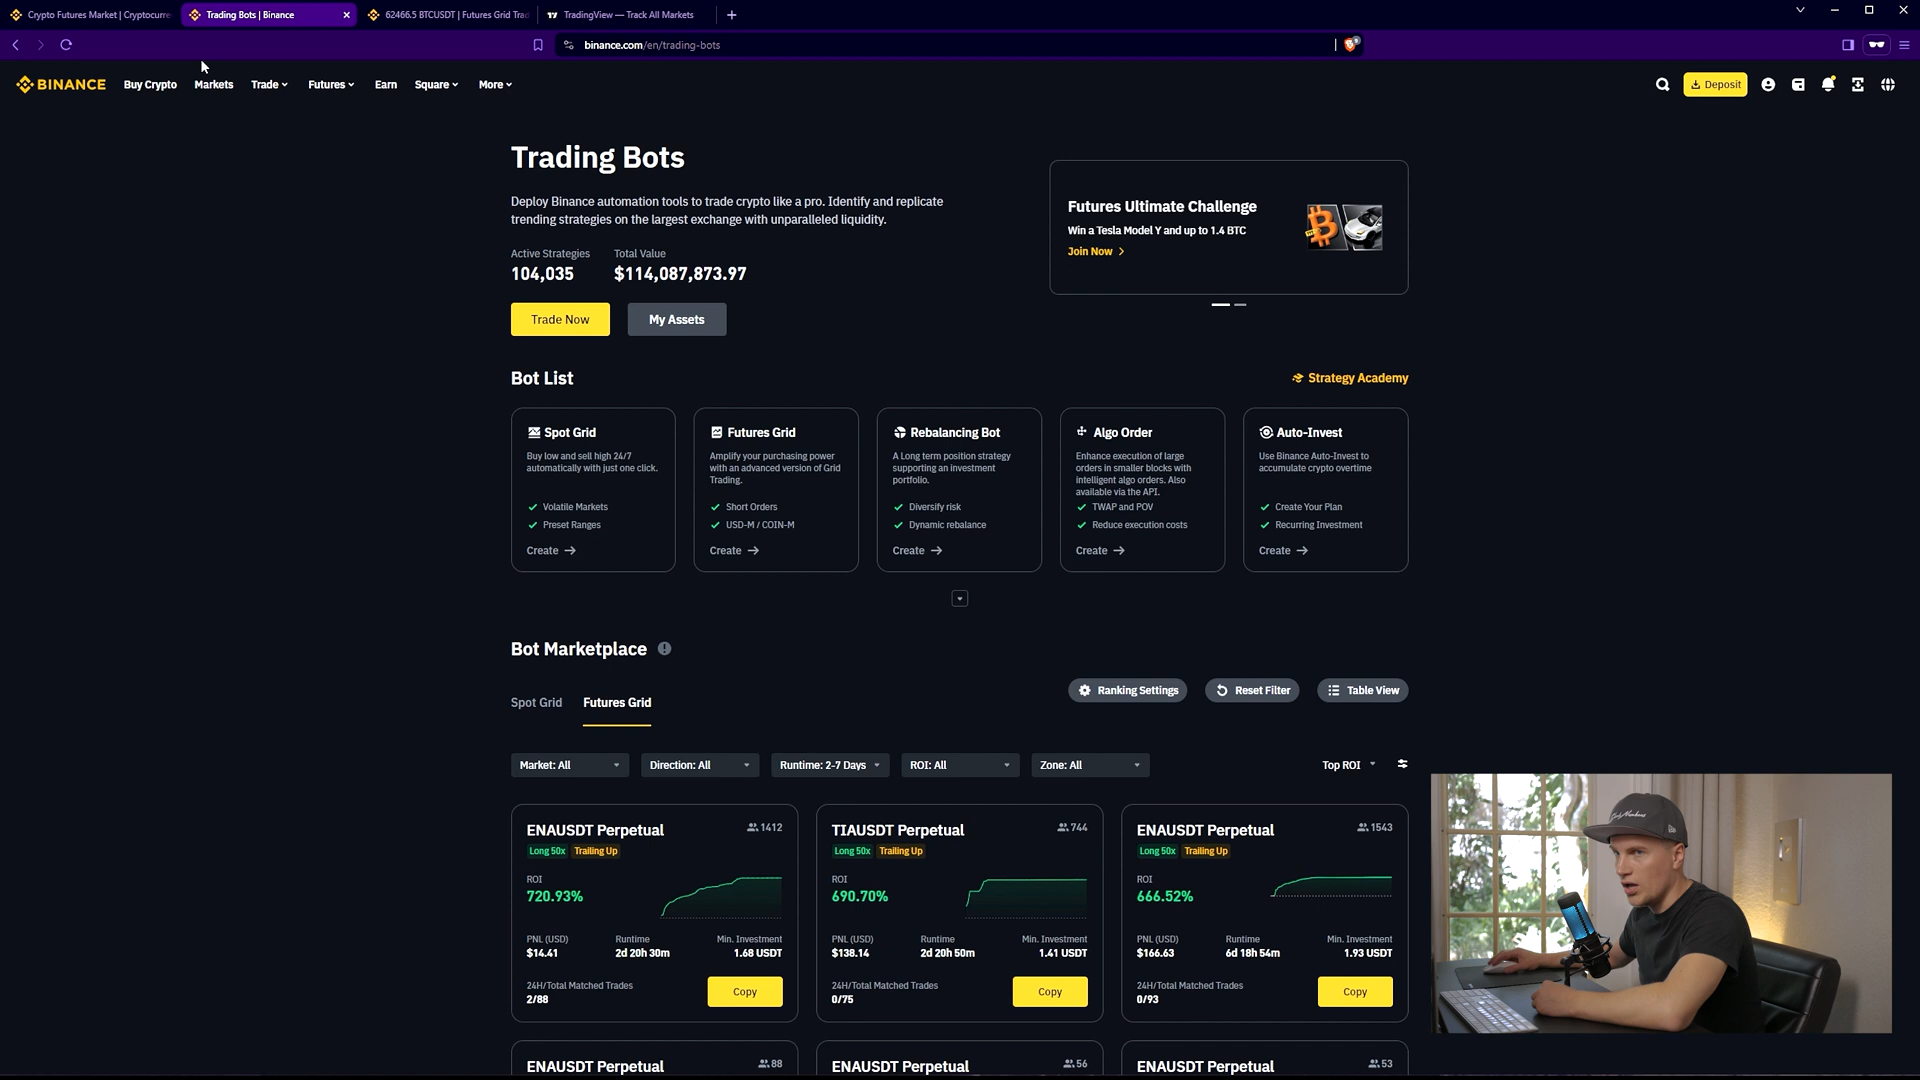 Crypto Futures Market | Cryptocurre
Trading Bots | Binance
62466.5 BTCUSDT | Futures Grid Trad
TradingView — Track All Markets
binance.com/en/trading-bots
BINANCE
Buy Crypto
Markets
Trade
Futures
Earn
Square
More
Deposit
Trading Bots
Deploy Binance automation tools to trade crypto like a pro. Identify and replicate
trending strategies on the largest exchange with unparalleled liquidity.
Active Strategies
Total Value
104,035
$114,087,873.97
Trade Now
My Assets
Futures Ultimate Challenge
Win a Tesla Model Y and up to 1.4 BTC
Join Now
Bot List
Strategy Academy
Spot Grid
Buy low and sell high 24/7
automatically with just one click.
Volatile Markets
Preset Ranges
Create
Futures Grid
Amplify your purchasing power
with an advanced version of Grid
Trading.
Short Orders
USD-M / COIN-M
Create
Rebalancing Bot
A Long term position strategy
supporting an investment
portfolio.
Diversify risk
Dynamic rebalance
Create
Algo Order
Enhance execution of large
orders in smaller blocks with
intelligent algo orders. Also
available via the API.
TWAP and POV
Reduce execution costs
Create
Auto-Invest
Use Binance Auto-Invest to
accumulate crypto overtime
Create Your Plan
Recurring Investment
Create
Bot Marketplace
Spot Grid
Futures Grid
Ranking Settings
Reset Filter
Table View
Market: All
Direction: All
Runtime: 2-7 Days
ROI: All
Zone: All
Top ROI
ENAUSDT Perpetual
1412
Long 50x
Trailing Up
ROI
720.93%
PNL (USD)
Runtime
Min. Investment
$14.41
2d 20h 30m
1.68 USDT
24H/Total Matched Trades
2/88
Copy
TIAUSDT Perpetual
744
Long 50x
Trailing Up
ROI
690.70%
PNL (USD)
Runtime
Min. Investment
$138.14
2d 20h 50m
1.41 USDT
24H/Total Matched Trades
0/75
Copy
ENAUSDT Perpetual
1543
Long 50x
Trailing Up
ROI
666.52%
PNL (USD)
Runtime
Min. Investment
$166.63
6d 18h 54m
1.93 USDT
24H/Total Matched Trades
0/93
Copy
ENAUSDT Perpetual
88
ENAUSDT Perpetual
56
ENAUSDT Perpetual
53